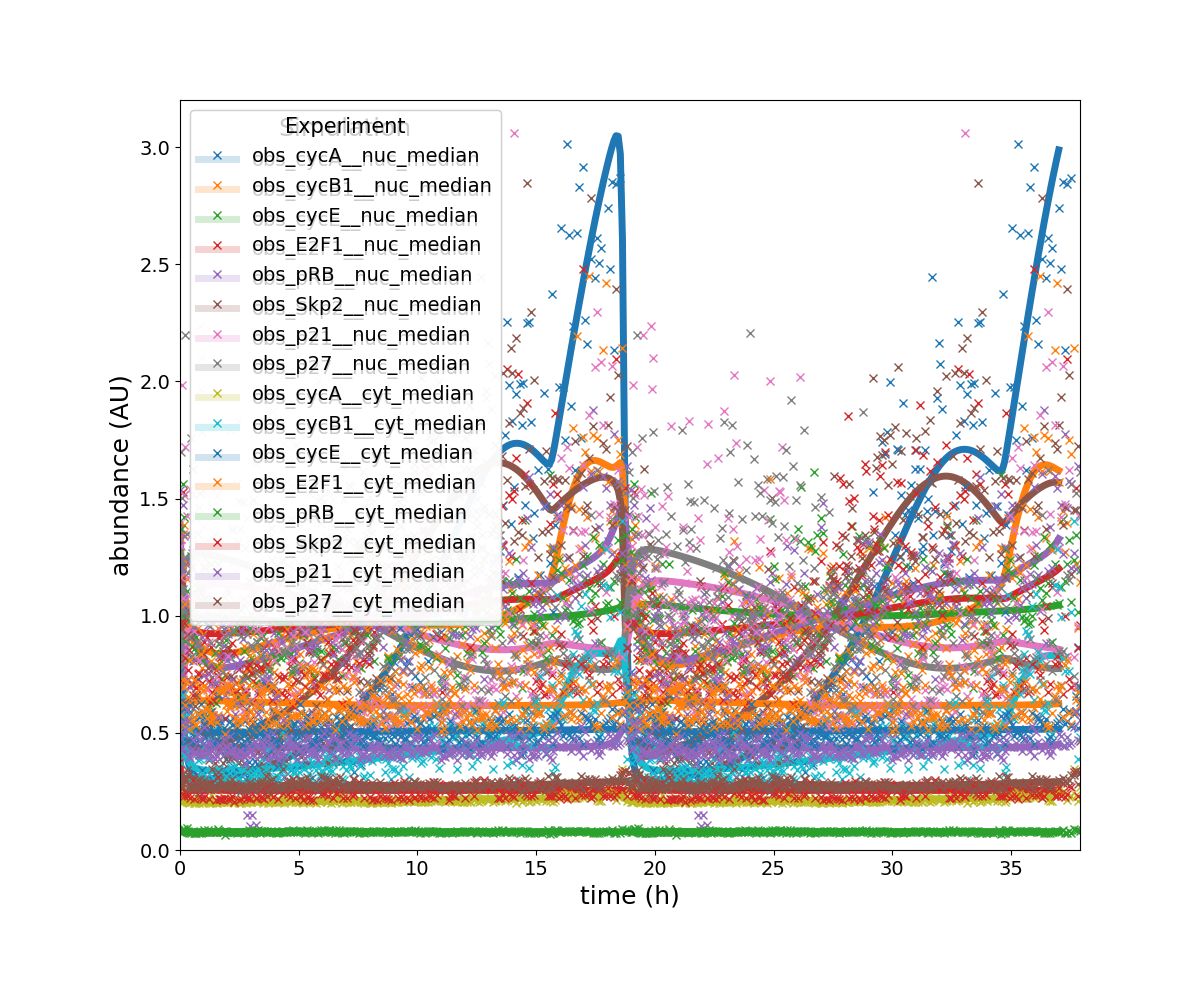 abundance (AU)
3.0
2.5
2.0
1.5
1.0
0.5
0.0
Simulation
Experiment
obs_cycA__nuc_median
obs_cycB1__nuc_median
obs_cycE__nuc_median
obs_E2F1__nuc_median
obs_pRB__nuc_median
obs_Skp2__nuc_median
obs_p21__nuc_median
obs_p27__nuc_median
obs_cycA__cyt_median
obs_cycB1__cyt_median
obs_cycE__cyt_median
obs_E2F1__cyt_median
obs_pRB__cyt_median
obs_Skp2__cyt_median
obs_p21__cyt_median
obs_p27__cyt_median
0 5 10 15 20 25 30 35
time (h)